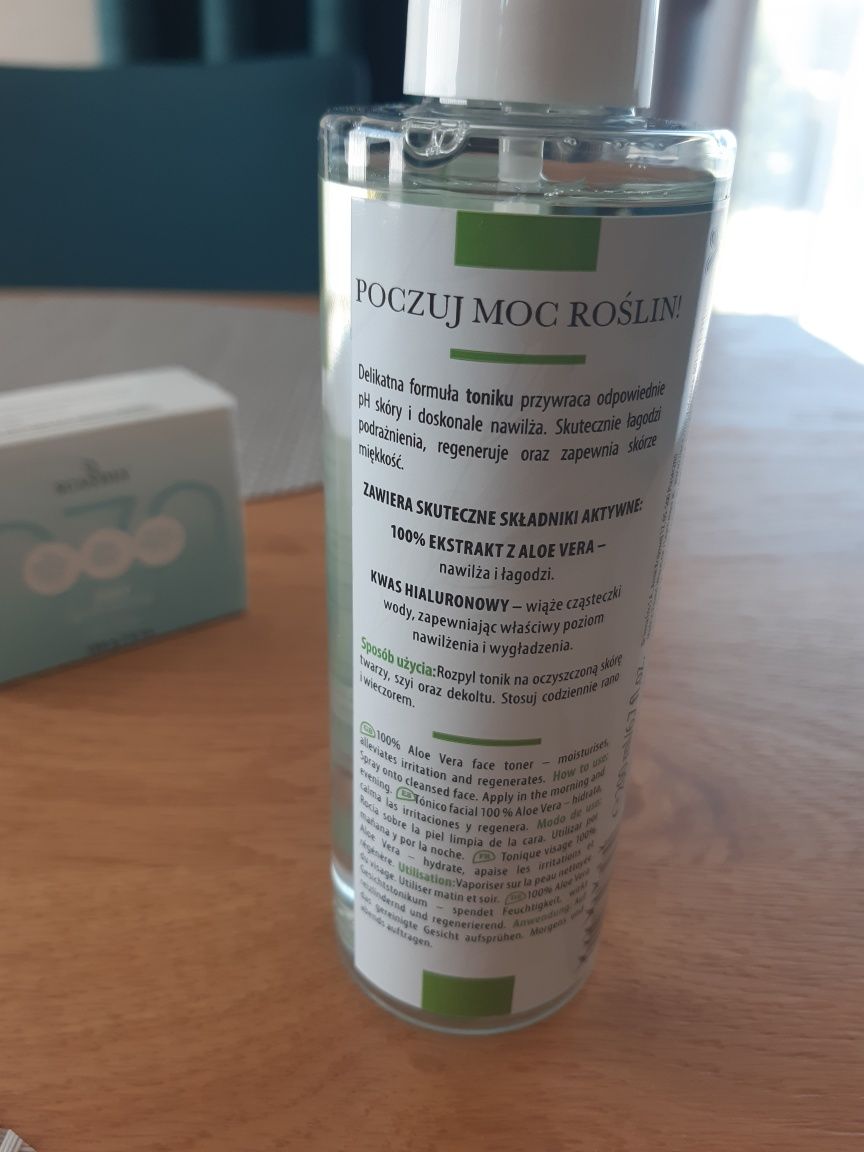 POCZUJ MOC ROŚLIN!
Delikatna formuła toniku przywraca odpowiednie
pH skóry i doskonale nawilża. Skutecznie łagodzi
podrażnienia, regeneruje oraz zapewnia skórze
miękkość.
ZAWIERA SKUTECZNE SKŁADNIKI AKTYWNE:
100% EKSTRAKT Z ALOE VERA –
nawilża i łagodzi.
KWAS HIALURONOWY – wiąże cząsteczki
wody, zapewniając właściwy poziom
nawilżenia i wygładzenia.
Sposób użycia:Rozpyl tonik na oczyszczoną skórę
twarzy, szyi oraz dekoltu. Stosuj codziennie rano
i wieczorem.
GB 100% Aloe Vera face toner – moisturises,
alleviates irritation and regenerates. How to use:
Spray onto cleansed face. Apply in the morning and
evening. ES Tónico facial 100 % Aloe Vera – hidrata,
calma las irritaciones y regenera. Modo de uso:
Rocía sobre la piel limpia de la cara. Utilizar por
mañana y por la noche. FR Tonique visage 100%
Aloe Vera – hydrate, apaise les irritations et
régénère. Utilisation:Vaporiser sur la peau nettoyée
du visage. Utiliser matin et soir. DE 100% Aloe Vera
Gesichtstonikum – spendet Feuchtigkeit, wirkt
reizlindernd und regenerierend. Anwendung: Auf
das gereinigte Gesicht aufsprühen. Morgens und
abends auftragen.